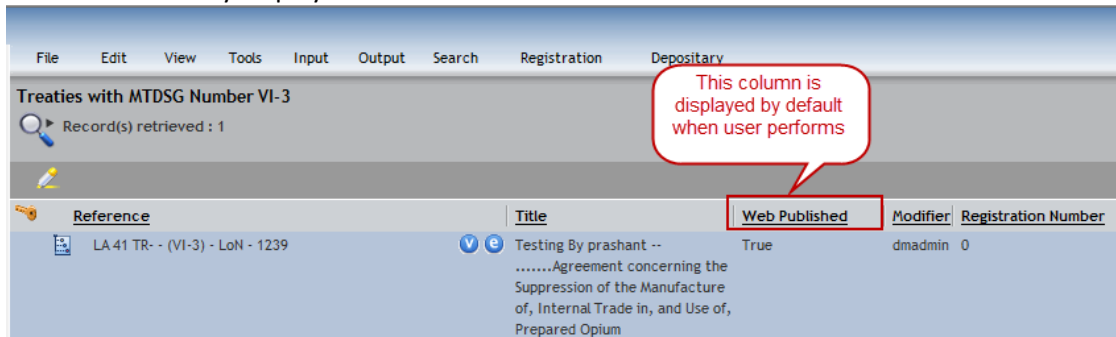 File Edit View Tools Input Output Search Registration Depositary
This column is
displayed by default
when user performs
Treaties with MTDSG Number VI-3
Record(s) retrieved : 1
Reference Title Web Published Modifier Registration Number
LA 41 TR- - (VI-3) - LoN - 1239 V e Testing By prashant -- True dmadmin 0
.......Agreement concerning the
Suppression of the Manufacture
of, Internal Trade in, and Use of,
Prepared Opium